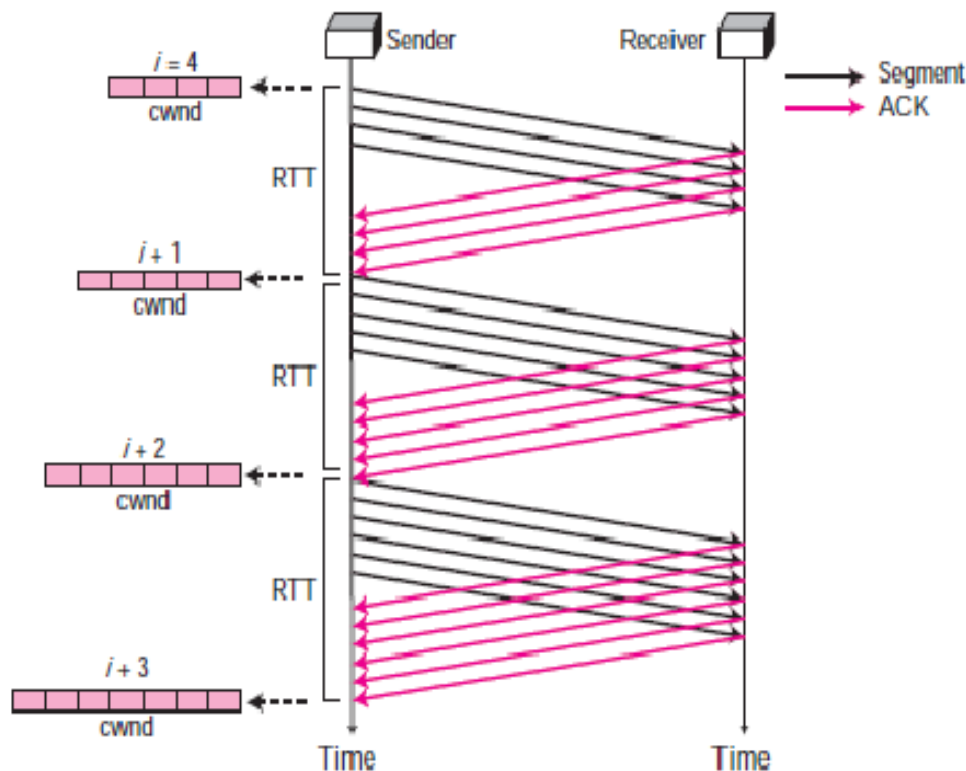 Sender
Receiver
Segment
ACK
i = 4
cwnd
RTT
i + 1
cwnd
RTT
i + 2
cwnd
RTT
i + 3
cwnd
Time
Time